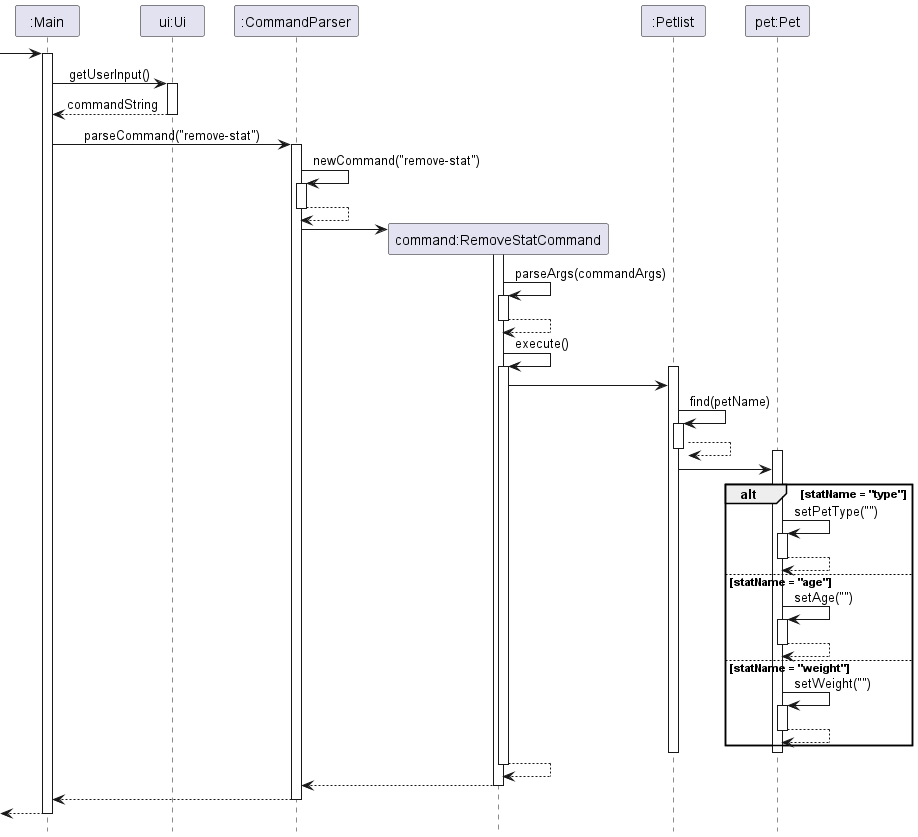 :Main
ui:Ui
:CommandParser
:Petlist
pet:Pet
getUserInput()
commandString
parseCommand("remove-stat")
newCommand("remove-stat")
command:RemoveStatCommand
parseArgs(commandArgs)
execute()
find(petName)
alt [statName = "type"]
setPetType("")
[statName = "age"]
setAge("")
[statName = "weight"]
setWeight("")